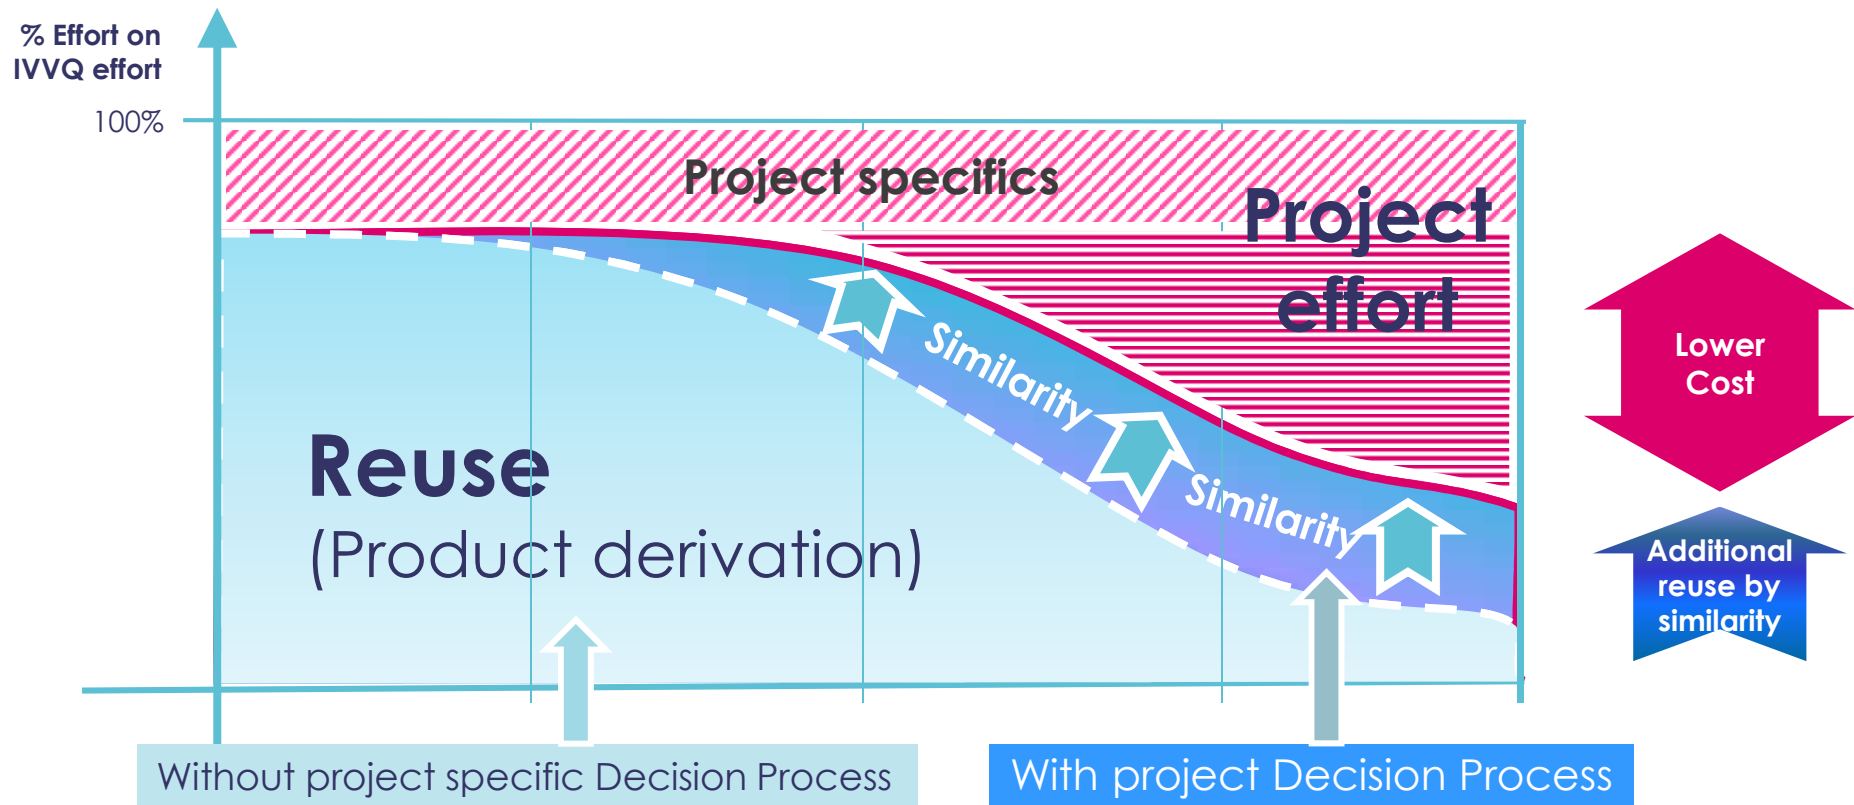 % Effort on
IVVQ effort
100%
Project specifics
Project
effort
Similarity
Similarity
Reuse
(Product derivation)
Lower
Cost
Additional
reuse by
similarity
Without project specific Decision Process
With project Decision Process